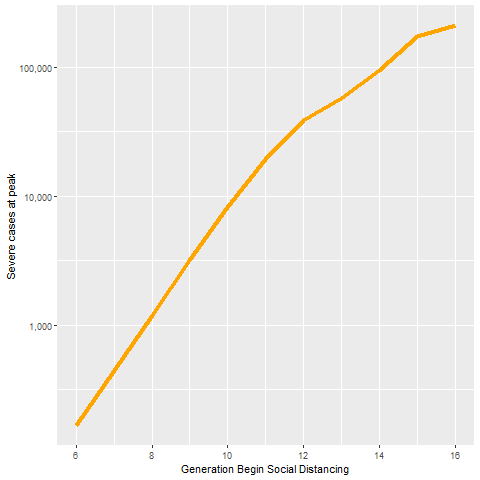 Severe cases at peak
100,000
10,000
1,000
6 8 10 12 14 16
Generation Begin Social Distancing